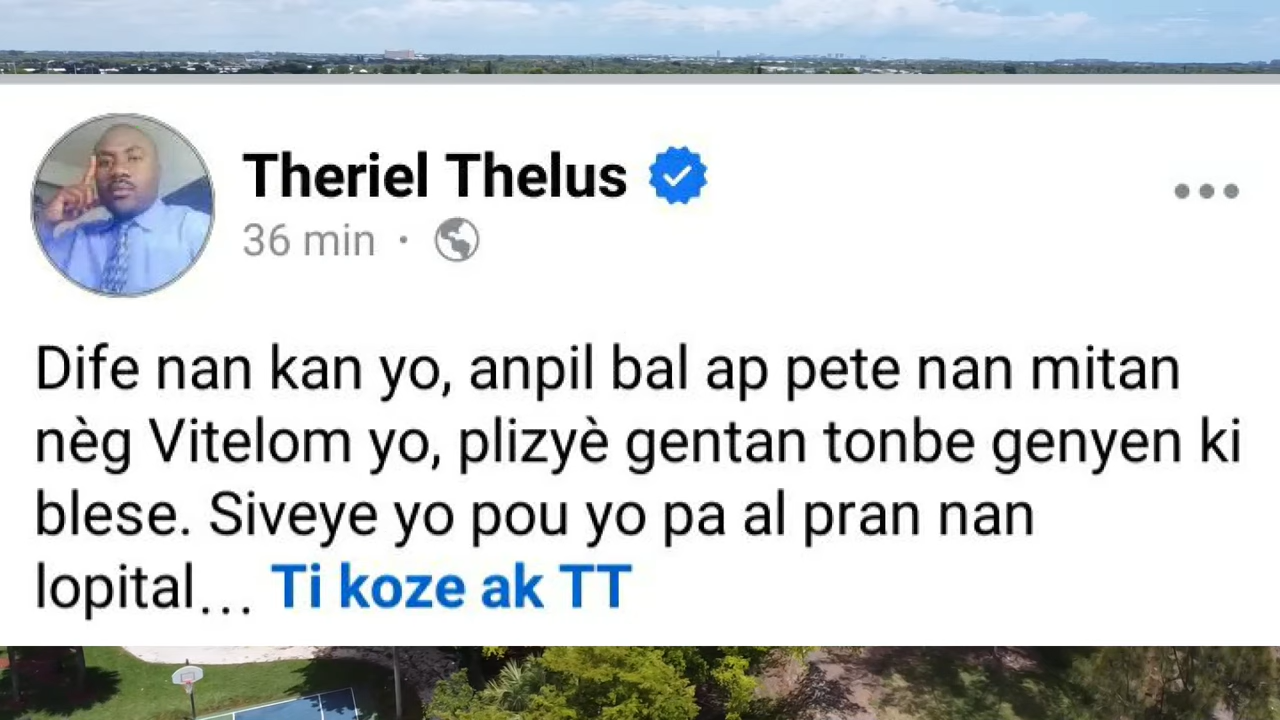 Theriel Thelus
36 min ·
Dife nan kan yo, anpil bal ap pete nan mitan
nèg Vitelom yo, plizyè gentan tonbe genyen ki
blese. Siveye yo pou yo pa al pran nan
lopital... Ti koze ak TT